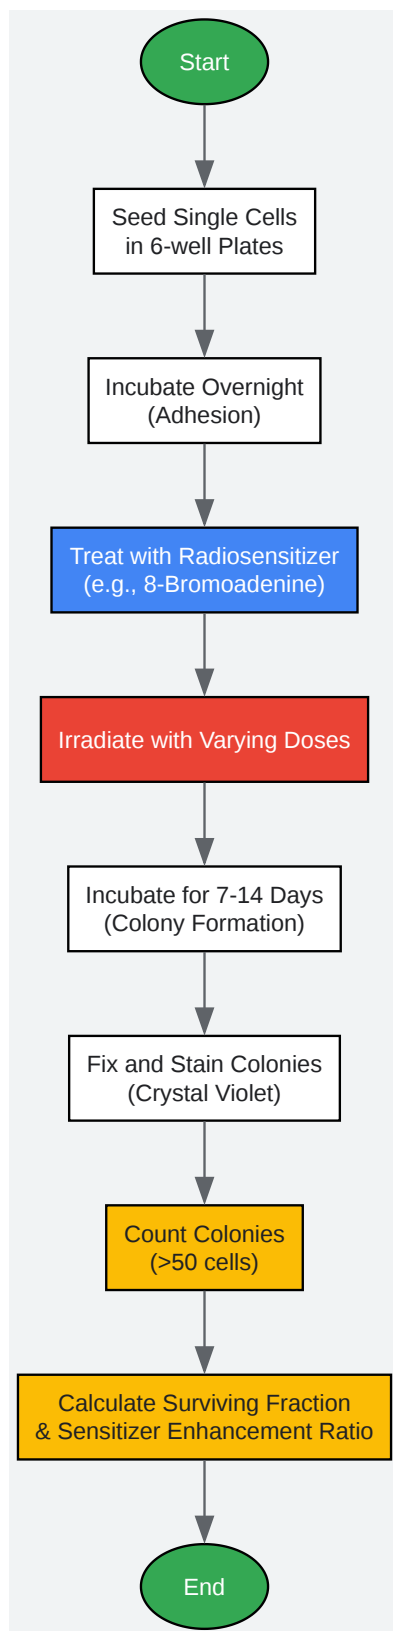 Start
Seed Single Cells
in 6-well Plates
Incubate Overnight
(Adhesion)
Treat with Radiosensitizer
(e.g., 8-Bromoadenine)
Irradiate with Varying Doses
Incubate for 7-14 Days
(Colony Formation)
Fix and Stain Colonies
(Crystal Violet)
Count Colonies
(>50 cells)
Calculate Surviving Fraction
& Sensitizer Enhancement Ratio
End